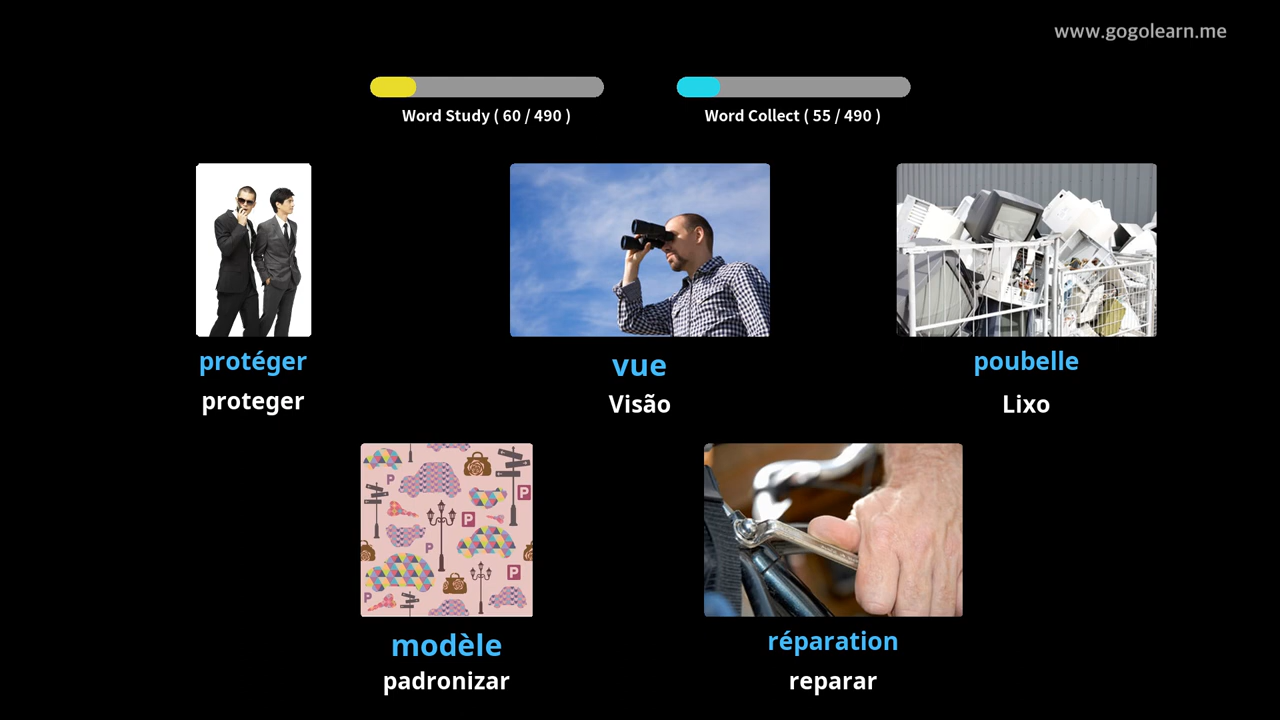 www.gogolearn.me
Word Study ( 60 / 490 )
Word Collect ( 55 / 490 )
protéger
proteger
vue
Visão
poubelle
Lixo
P
P
P
P
P
P
modèle
padronizar
réparation
reparar